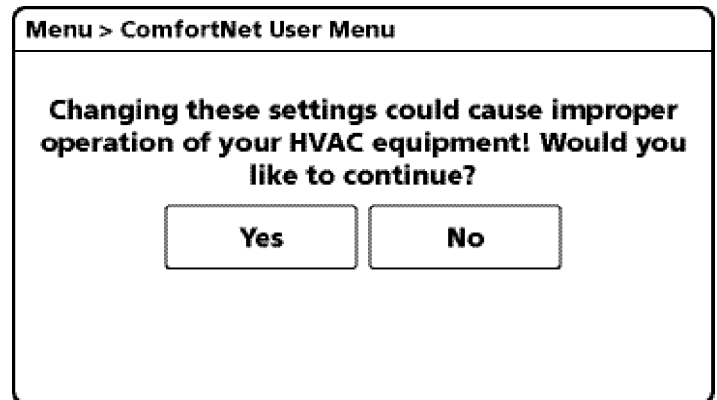 Menu > ComfortNet User Menu
Changing these settings could cause improper
operation of your HVAC equipment! Would you
like to continue?
Yes No